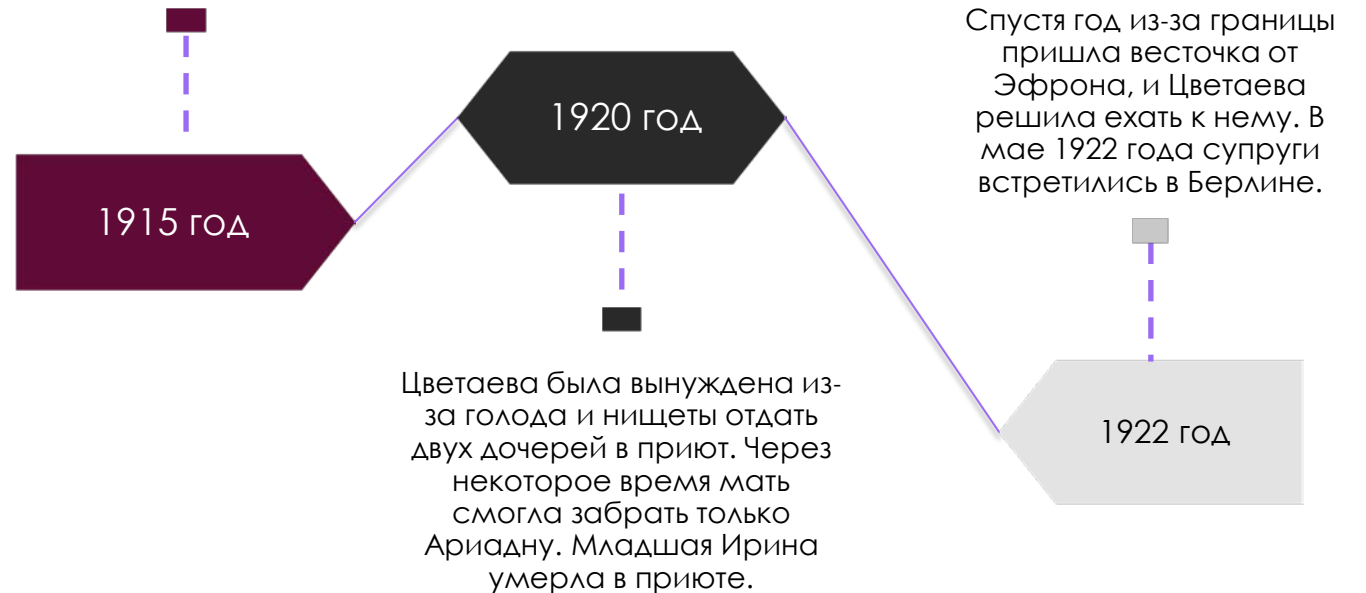 1915 год
1920 год
Цветаева была вынуждена из-
за голода и нищеты отдать
двух дочерей в приют. Через
некоторое время мать
смогла забрать только
Ариадну. Младшая Ирина
умерла в приюте.
Спустя год из-за границы
пришла весточка от
Эфрона, и Цветаева
решила ехать к нему. В
мае 1922 года супруги
встретились в Берлине.
1922 год